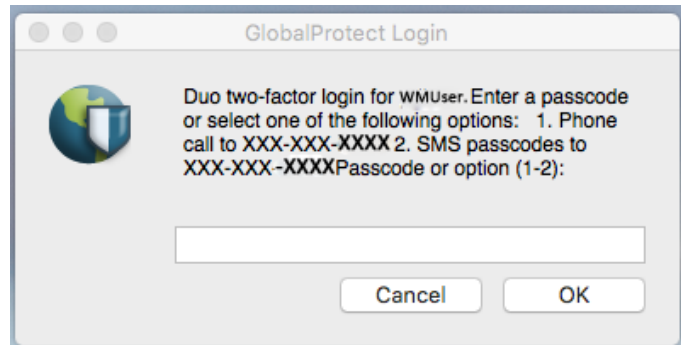 GlobalProtect Login
Duo two-factor login for WMUser. Enter a passcode
or select one of the following options:   1. Phone
call to XXX-XXX-XXXX 2. SMS passcodes to
XXX-XXX-XXXXPasscode or option (1-2):
Cancel
OK